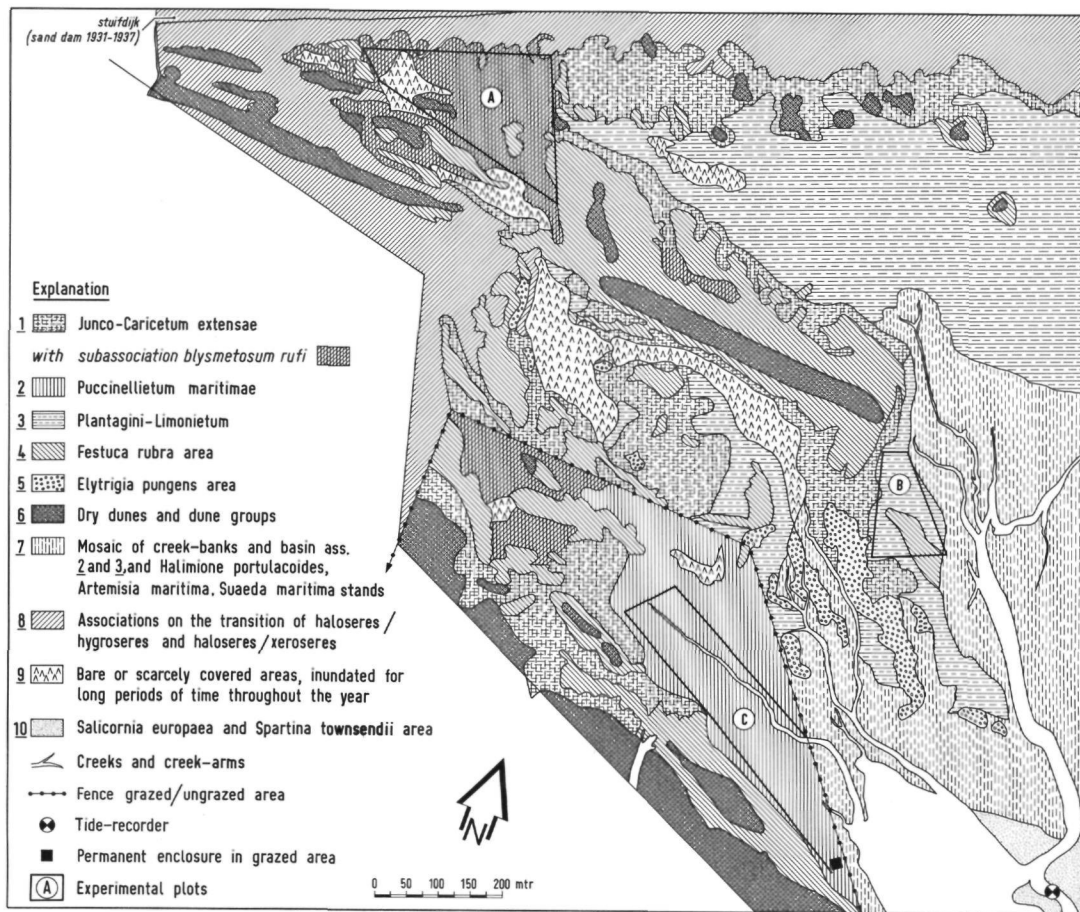 stuifdijk
(sand dam 1931-1937)
A
B
C
Explanation
1 Junco-Caricetum extensae
with subassociation blysmetosum rufi
2 Puccinellietum maritimae
3 Plantagini-Limonietum
4 Festuca rubra area
5 Elytrigia pungens area
6 Dry dunes and dune groups
7 Mosaic of creek-banks and basin ass.
2 and 3, and Halimione portulacoides,
Artemisia maritima, Suaeda maritima stands
8 Associations on the transition of haloseres/
hygroseres and haloseres/xeroseres
9 Bare or scarcely covered areas, inundated for
long periods of time throughout the year
10 Salicornia europaea and Spartina townsendii area
Creeks and creek-arms
Fence grazed/ungrazed area
Tide-recorder
Permanent enclosure in grazed area
A Experimental plots
N
0 50 100 150 200 mtr